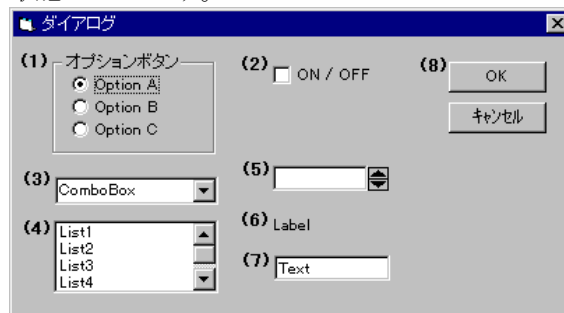 ダイアログ
(1) オプションボタン
Option A
Option B
Option C
(2) ON / OFF
(8) OK
キャンセル
(3) ComboBox
(4) List1
List2
List3
List4
(5)
(6) Label
(7) Text